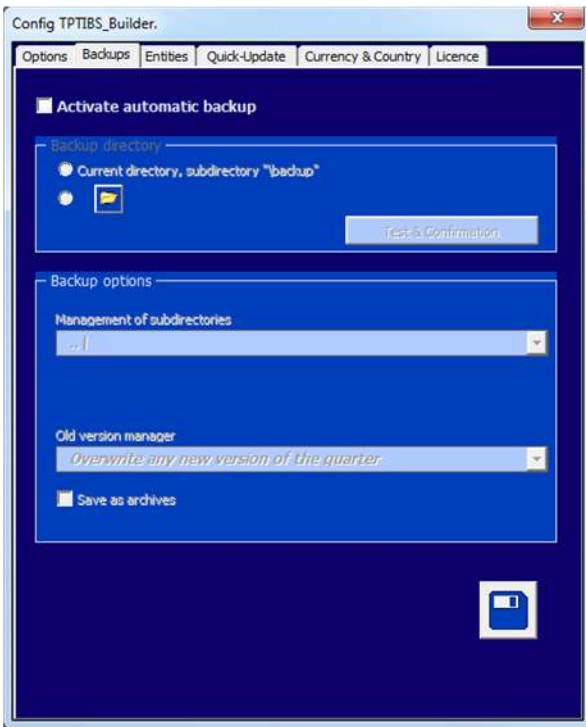 Config TPTIBS_Builder.
Options Backups Entities Quick-Update Currency & Country Licence
Activate automatic backup
Backup directory
Current directory, subdirectory "\backup"
Test & Confirmation
Backup options
Management of subdirectories
..\
Old version manager
Overwrite any new version of the quarter
Save as archives